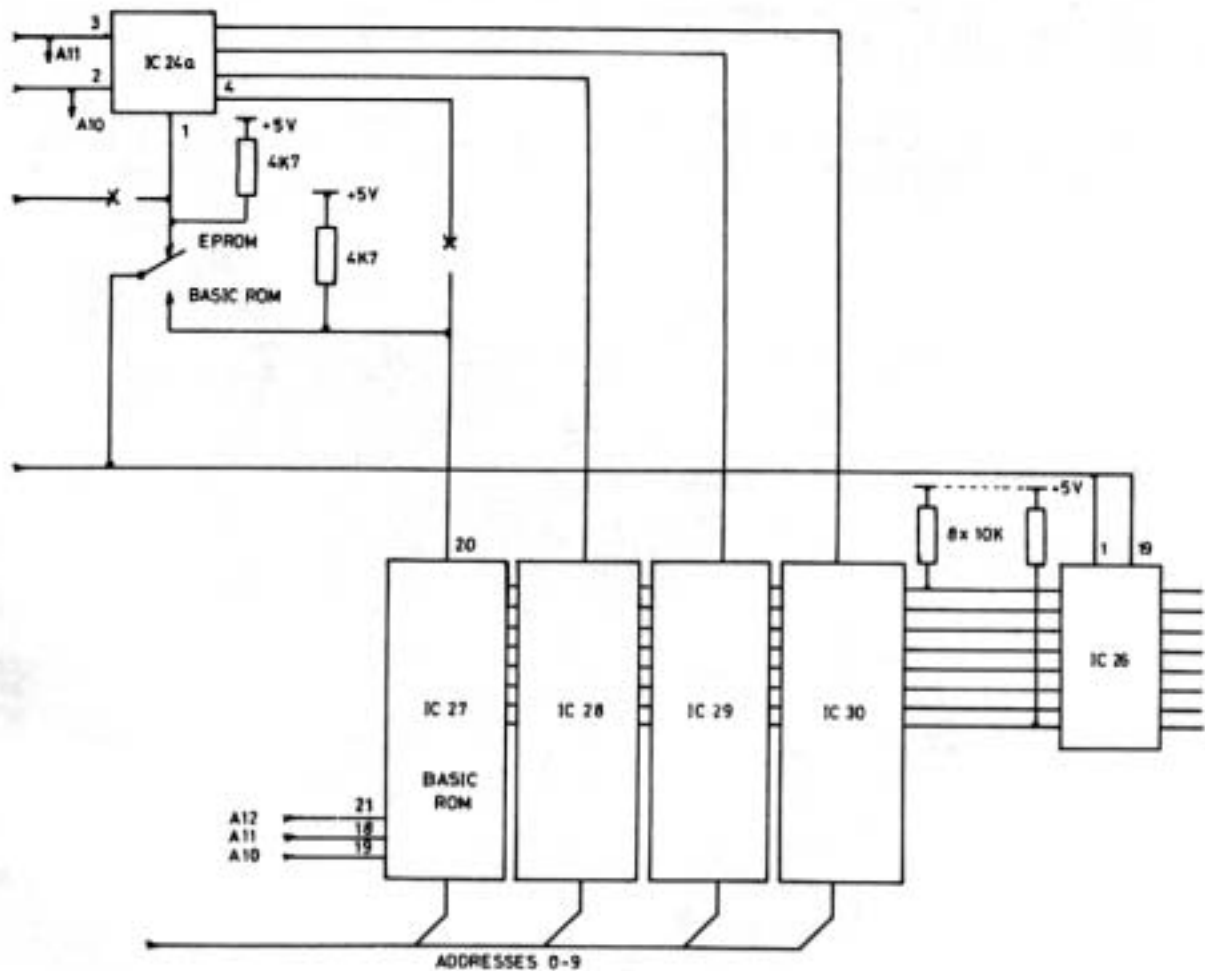 3
A11
IC 24a
2
4
A10
1
+5V
4K7
+5V
EPROM
4K7
BASIC ROM
20
+5V
8x 10K
1
19
IC 26
IC 27
IC 28
IC 29
IC 30
BASIC
ROM
A12
21
A11
18
A10
19
ADDRESSES 0-9